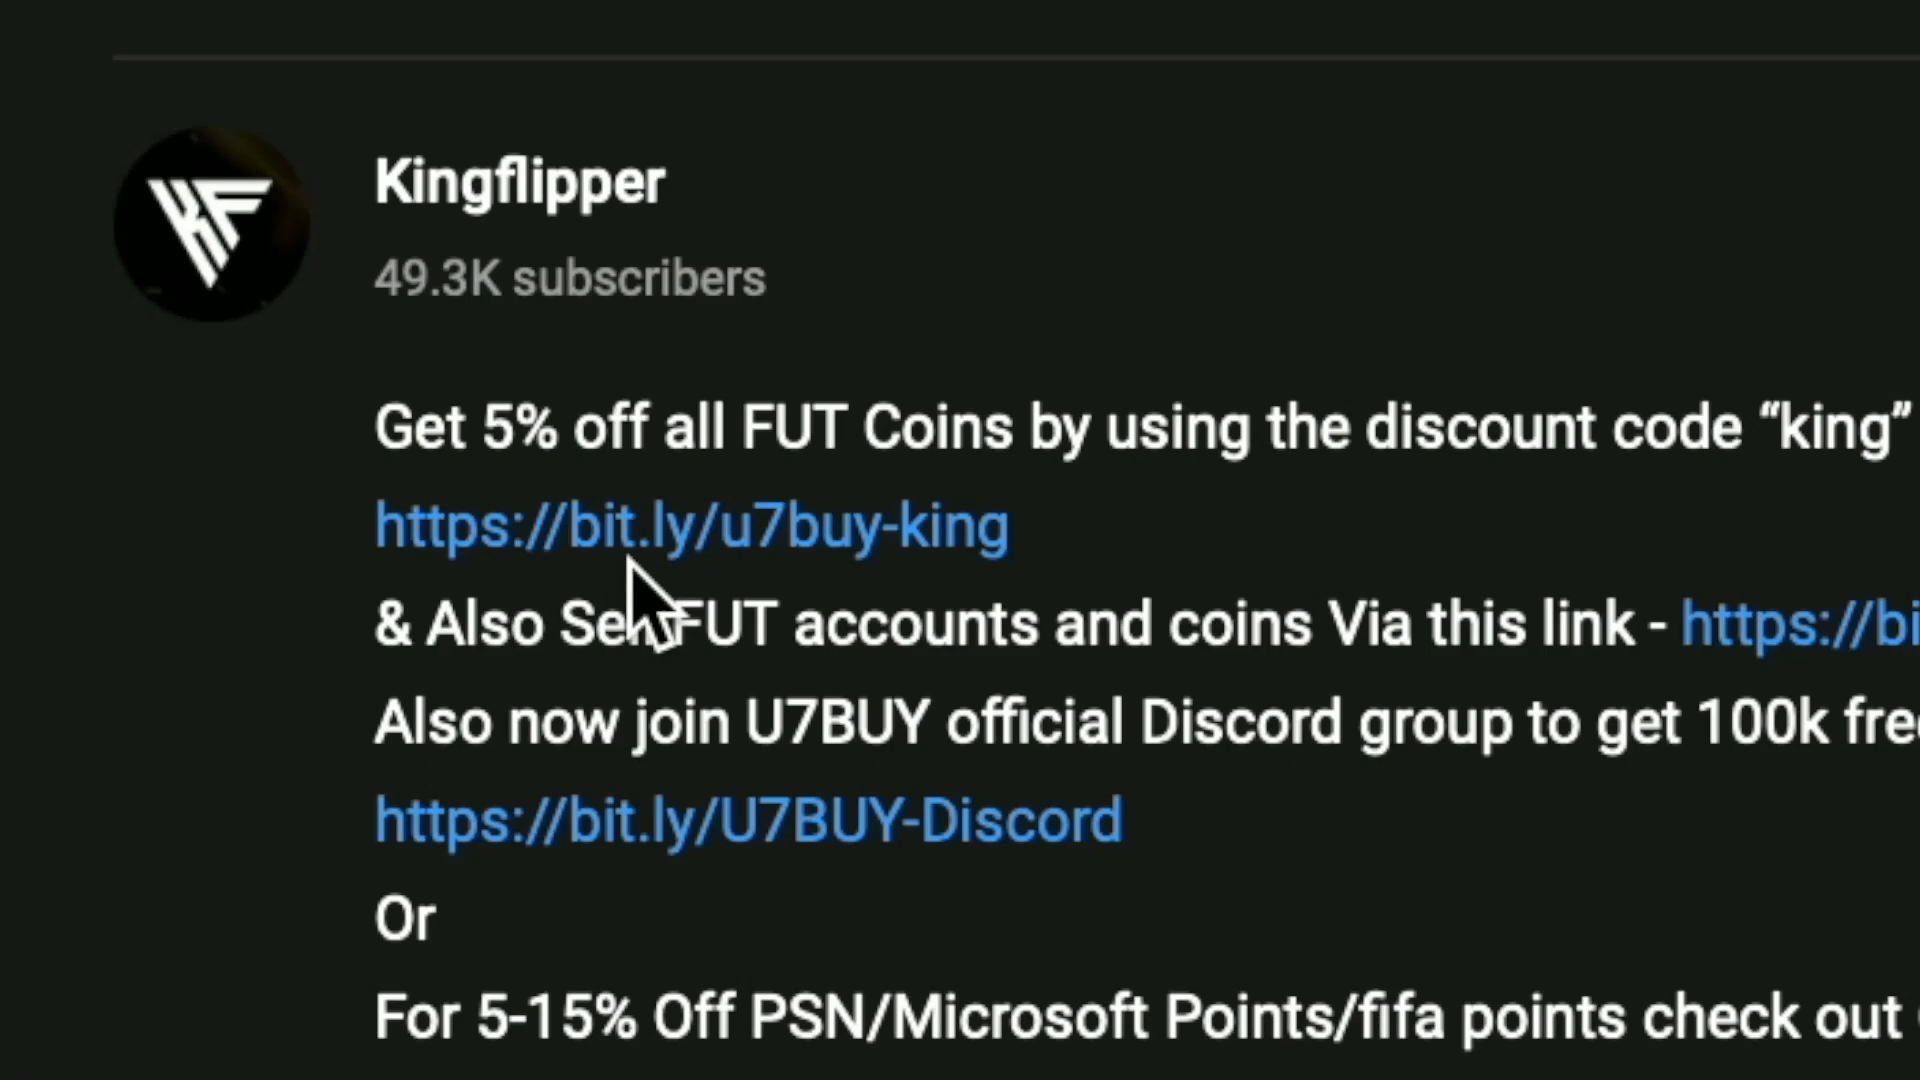 KF
Kingflipper
49.3K subscribers
Get 5% off all FUT Coins by using the discount code “king”
https://bit.ly/u7buy-king
& Also Sell FUT accounts and coins Via this link - https://bi
Also now join U7BUY official Discord group to get 100k fre
https://bit.ly/U7BUY-Discord
Or
For 5-15% Off PSN/Microsoft Points/fifa points check out